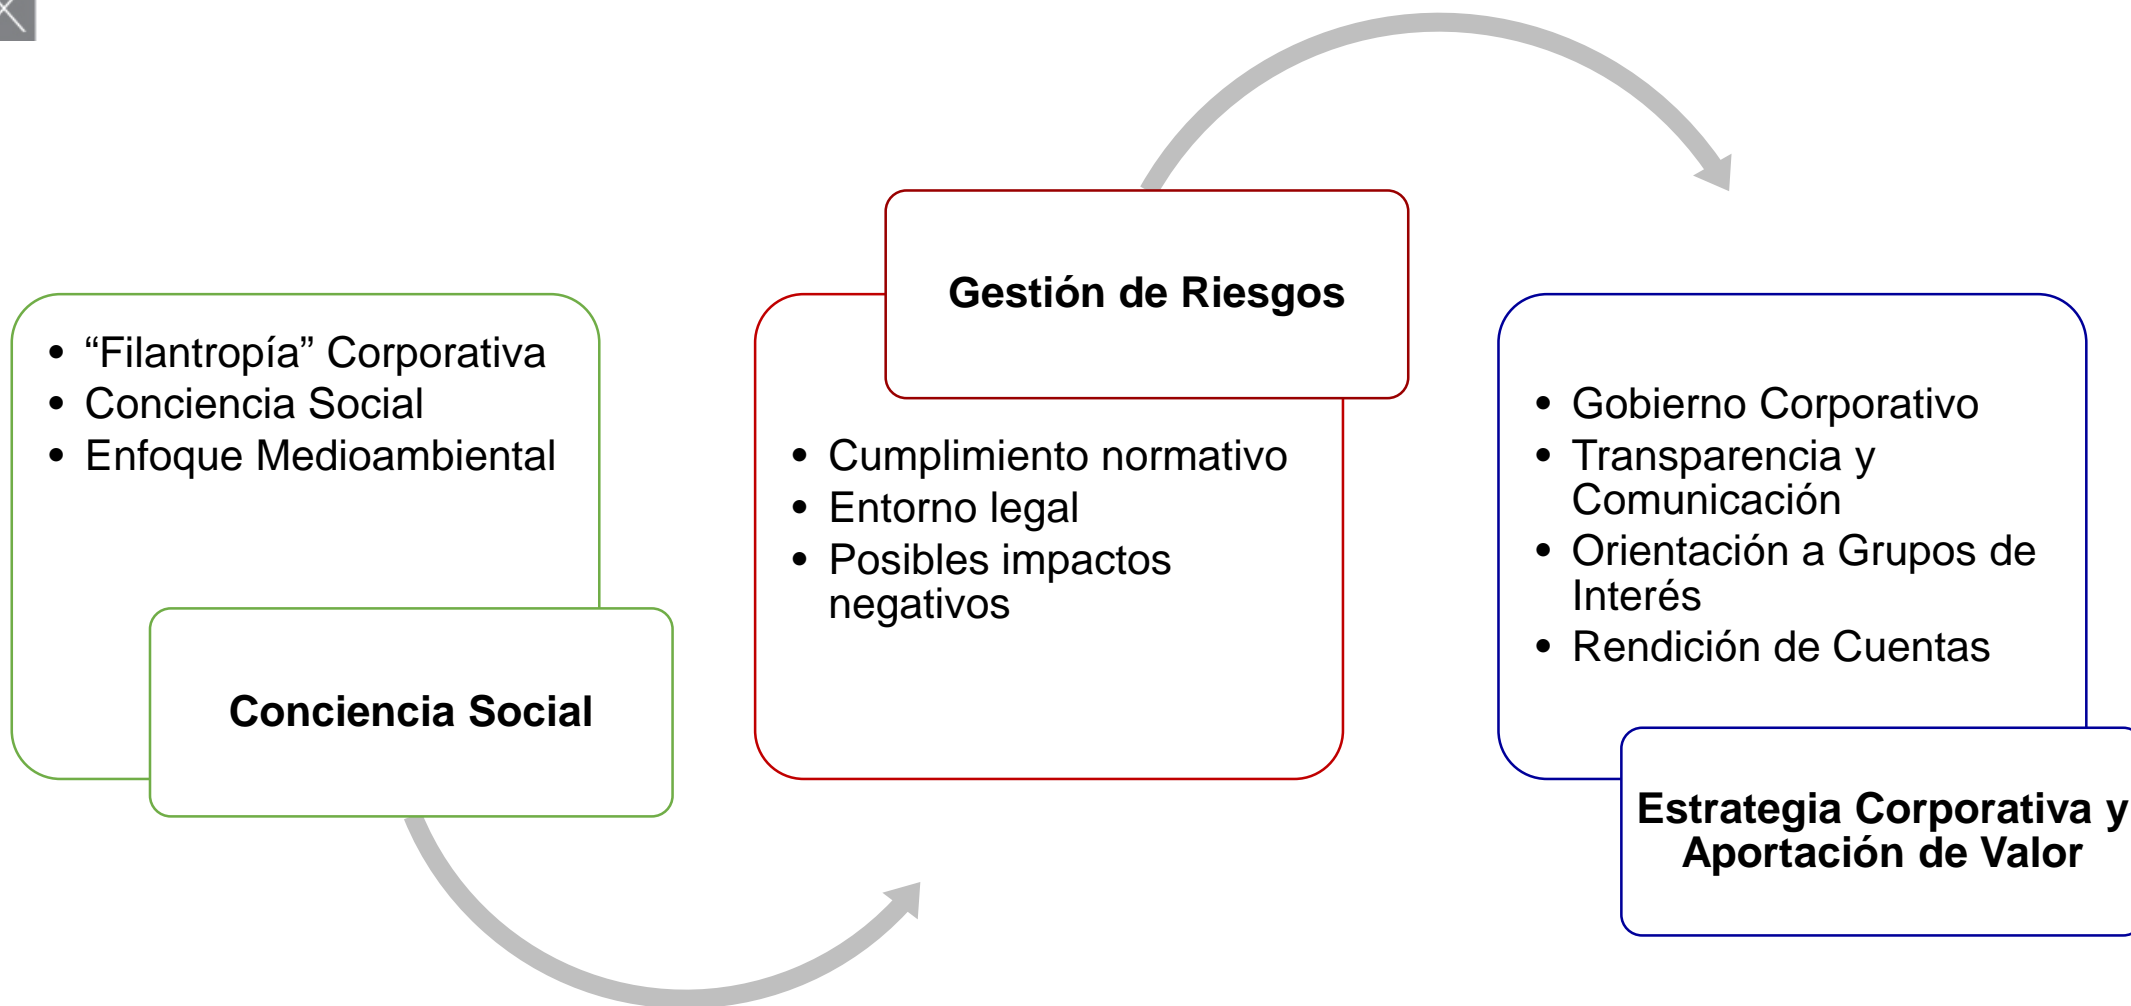 • “Filantropía” Corporativa
• Conciencia Social
• Enfoque Medioambiental
Conciencia Social
Gestión de Riesgos
• Cumplimiento normativo
• Entorno legal
• Posibles impactos
negativos
• Gobierno Corporativo
• Transparencia y
Comunicación
• Orientación a Grupos de
Interés
• Rendición de Cuentas
Estrategia Corporativa y
Aportación de Valor